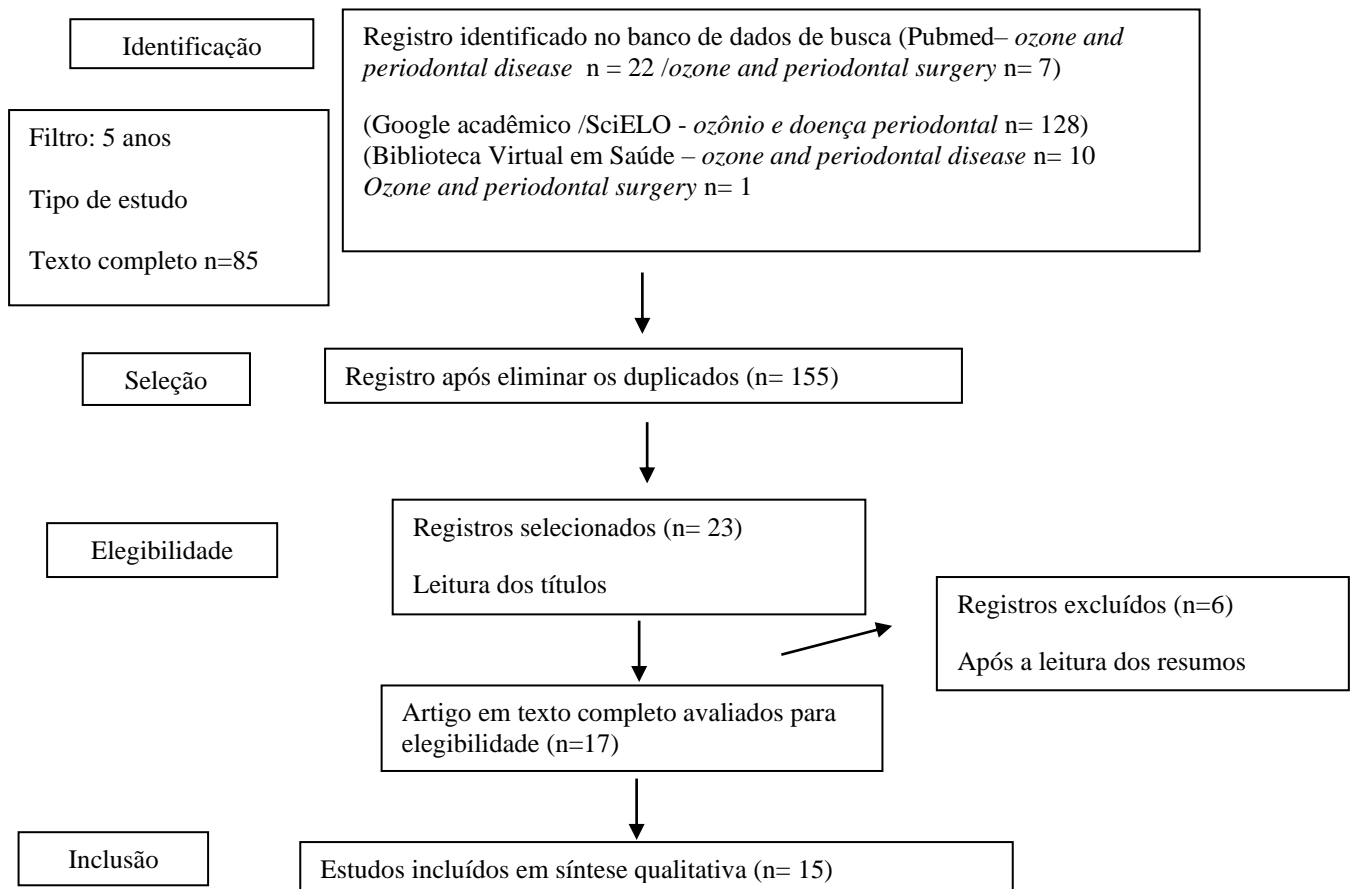 Identificação
Registro identificado no banco de dados de busca (Pubmed– ozone and
periodontal disease n = 22 /ozone and periodontal surgery n= 7)
(Google acadêmico /SciELO - ozônio e doença periodontal n= 128)
(Biblioteca Virtual em Saúde – ozone and periodontal disease n= 10
Ozone and periodontal surgery n= 1
Filtro: 5 anos
Tipo de estudo
Texto completo n=85
Seleção
Registro após eliminar os duplicados (n= 155)
Elegibilidade
Registros selecionados (n= 23)
Leitura dos títulos
Registros excluídos (n=6)
Após a leitura dos resumos
Artigo em texto completo avaliados para
elegibilidade (n=17)
Inclusão
Estudos incluídos em síntese qualitativa (n= 15)